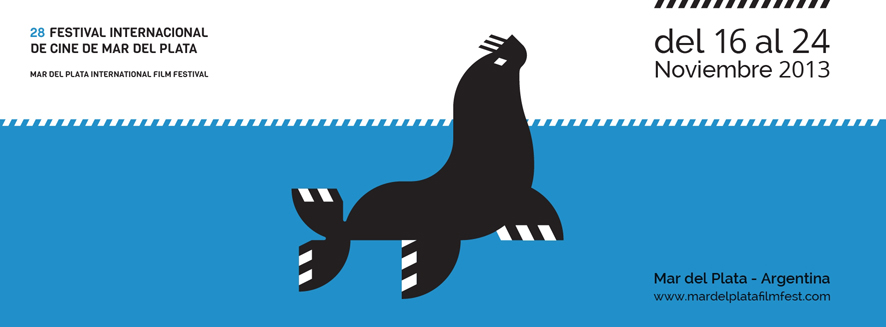 28 FESTIVAL INTERNACIONAL
DE CINE DE MAR DEL PLATA
MAR DEL PLATA INTERNATIONAL FILM FESTIVAL
del 16 al 24
Noviembre 2013
Mar del Plata - Argentina
www.mardelplatafilmfest.com